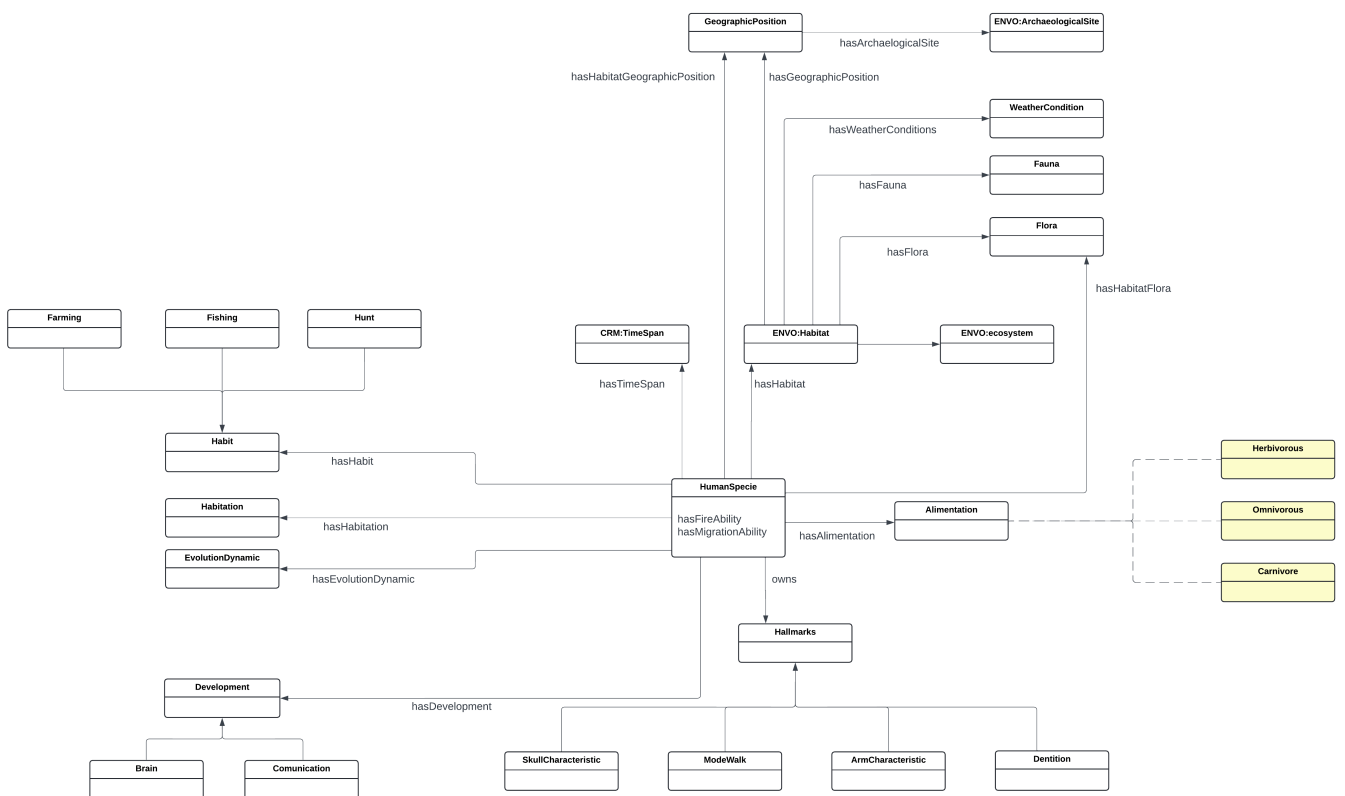 GeographicPosition
ENVO:ArchaeologicalSite
hasArchaelogicalSite
hasHabitatGeographicPosition
hasGeographicPosition
WeatherCondition
hasWeatherConditions
Fauna
hasFauna
Flora
hasFlora
hasHabitatFlora
Farming
Fishing
Hunt
CRM:TimeSpan
ENVO:Habitat
ENVO:ecosystem
hasTimeSpan
hasHabitat
Habit
hasHabit
Herbivorous
HumanSpecie
hasFireAbility
hasMigrationAbility
Habitation
hasHabitation
Alimentation
hasAlimentation
Omnivorous
EvolutionDynamic
hasEvolutionDynamic
Carnivore
owns
Hallmarks
Development
hasDevelopment
Brain
Comunication
SkullCharacteristic
ModeWalk
ArmCharacteristic
Dentition